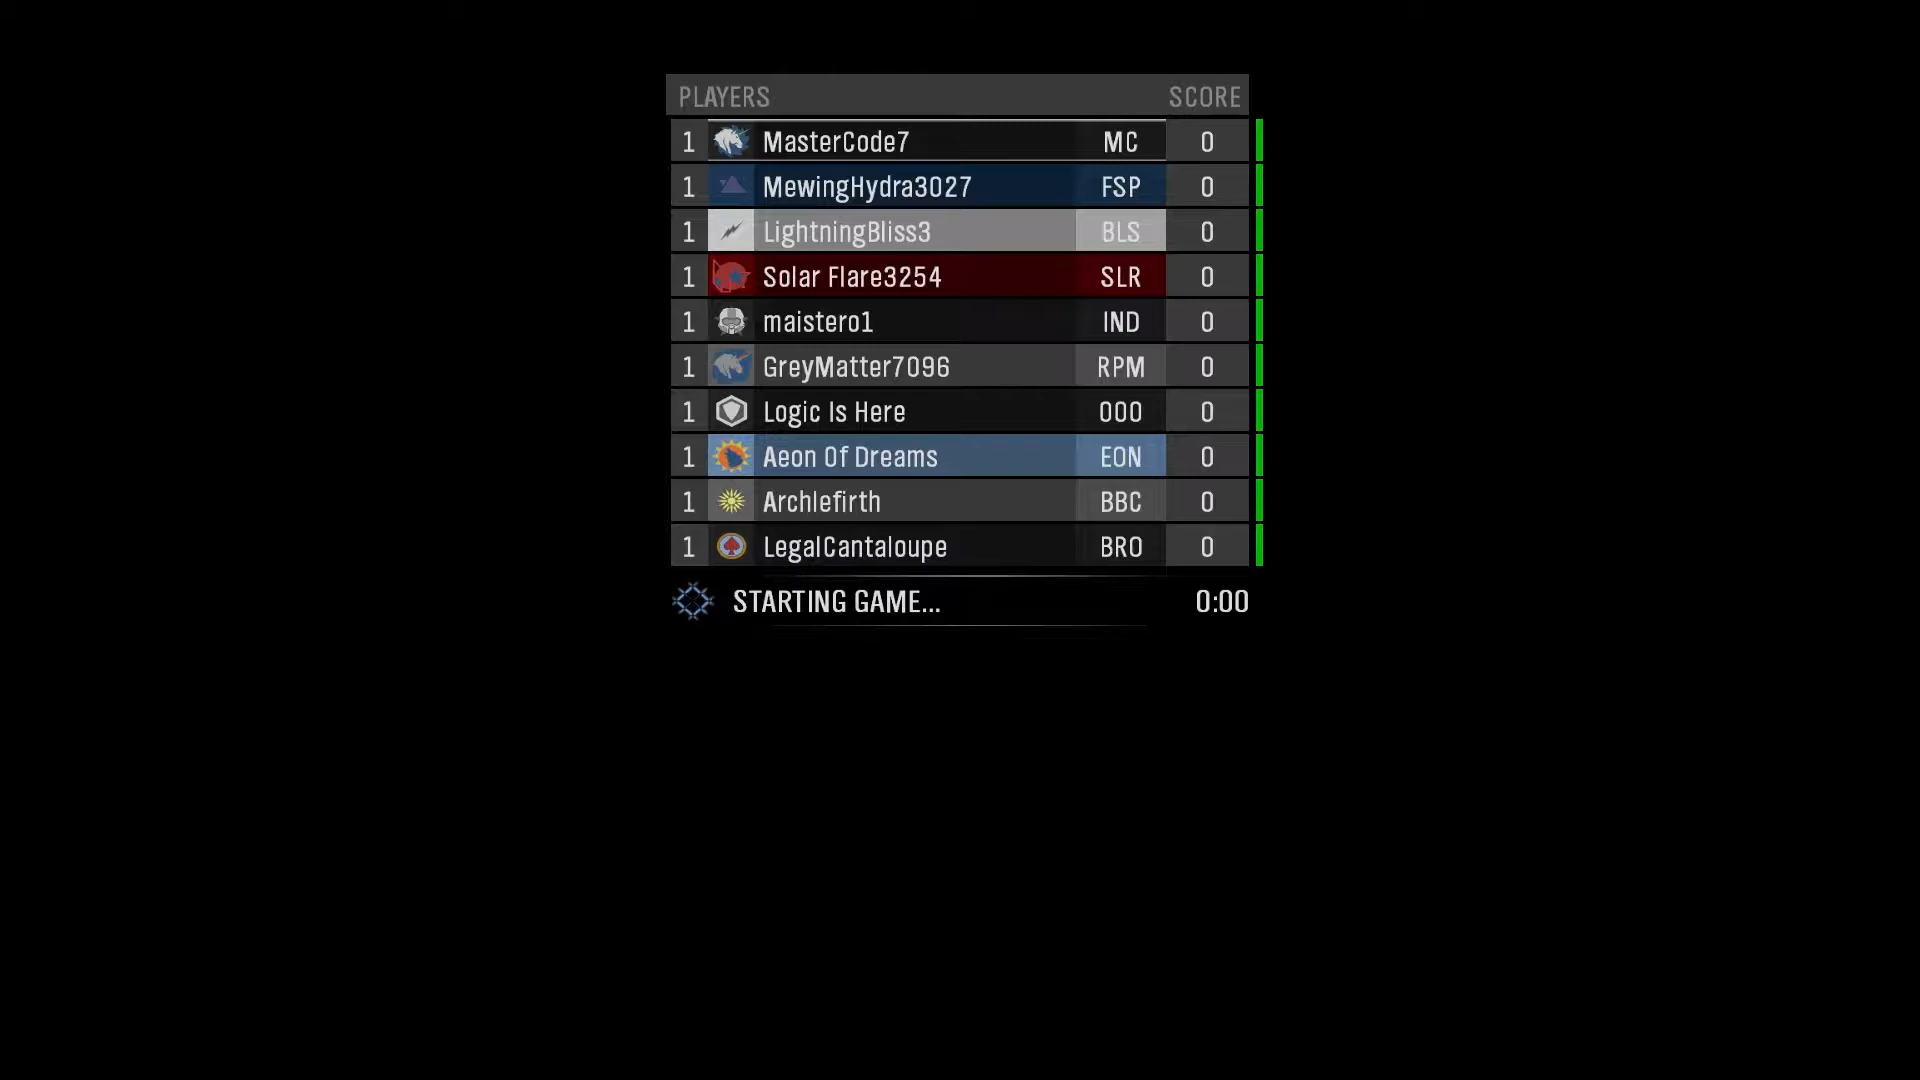 PLAYERS SCORE
1 MasterCode7 MC 0
1 MewingHydra3027 FSP 0
1 LightningBliss3 BLS 0
1 Solar Flare3254 SLR 0
1 maistero1 IND 0
1 GreyMatter7096 RPM 0
1 Logic Is Here 000 0
1 Aeon Of Dreams EON 0
1 Archlefirth BBC 0
1 LegalCantaloupe BRO 0
STARTING GAME... 0:00